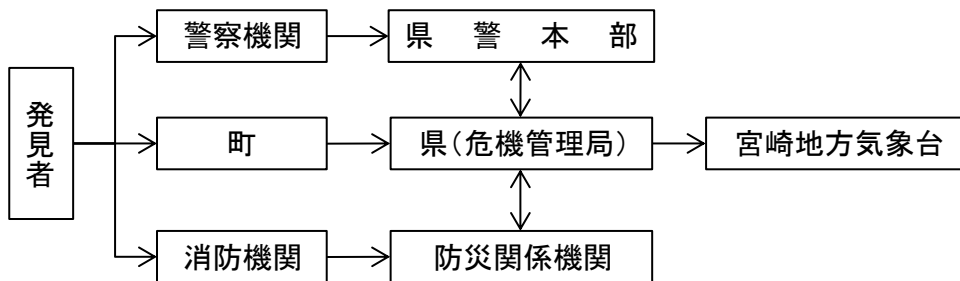 発見者
警察機関
県警本部
町
県（危機管理局）
宮崎地方気象台
消防機関
防災関係機関